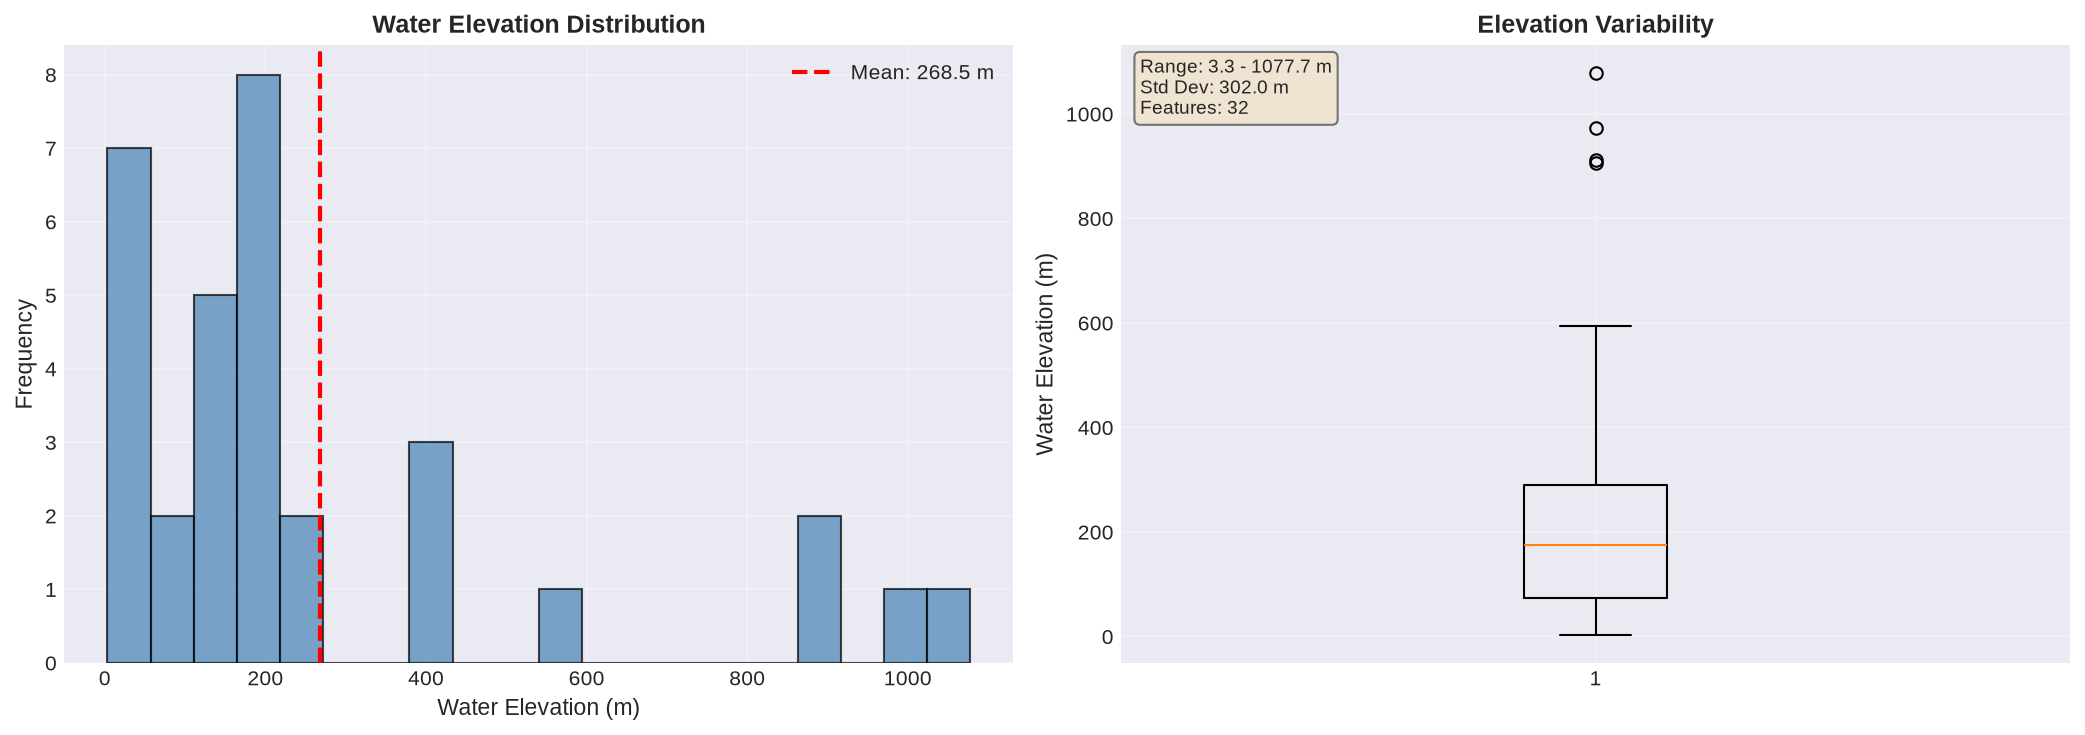 Water Elevation Distribution
Frequency
8
7
6
5
4
3
2
1
0
Mean: 268.5 m
0 200 400 600 800 1000
Water Elevation (m)
Elevation Variability
Water Elevation (m)
1000
800
600
400
200
0
Range: 3.3 - 1077.7 m
Std Dev: 302.0 m
Features: 32
1